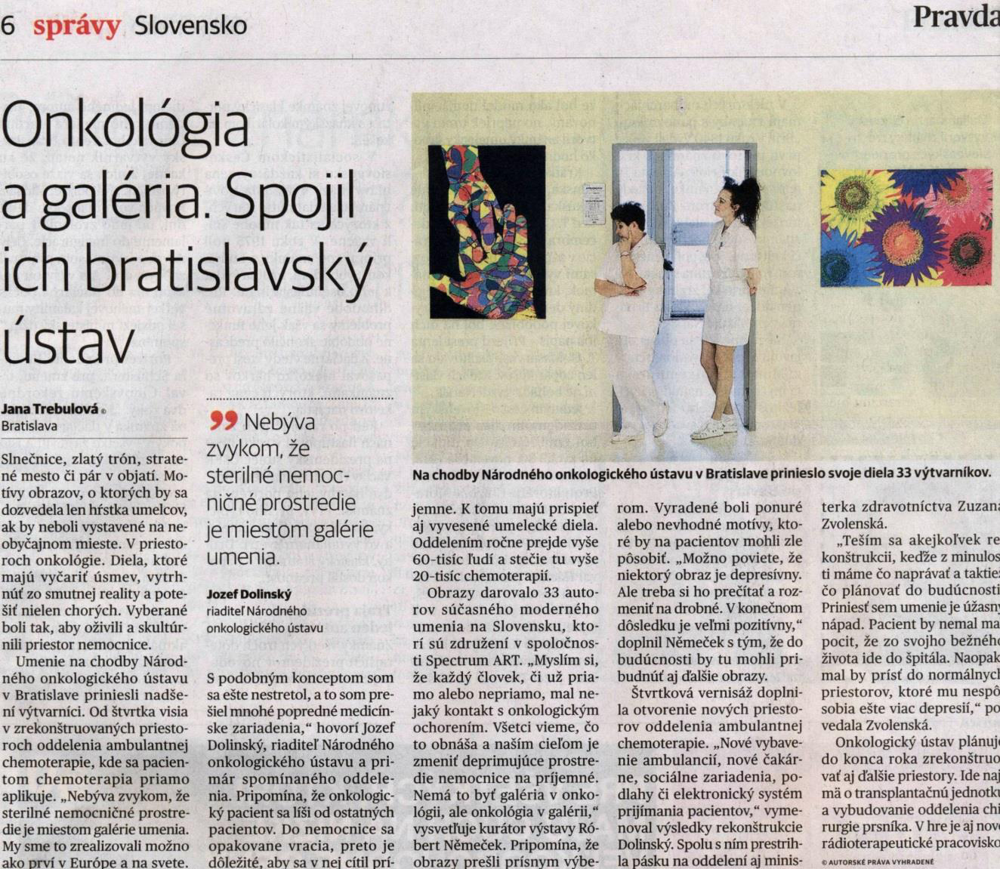 6 správy Slovensko
Pravda
Onkológia
a galéria. Spojil
ich bratislavský
ústav
Jana Trebulová ©
Bratislava
Slnečnice, zlatý trón, strate-
né mesto či pár v objatí. Mo-
tívy obrazov, o ktorých by sa
dozvedela len hŕstka umelcov,
ak by neboli vystavené na ne-
obyčajnom mieste. V priesto-
roch onkológie. Diela, ktoré
majú vyčariť úsmev, vytrh-
núť zo smutnej reality a pote-
šiť nielen chorých. Vyberané
boli tak, aby oživili a skultúr-
nili priestor nemocnice.
Umenie na chodby Národ-
ného onkologického ústavu
v Bratislave priniesli nadše-
ní výtvarníci. Od štvrtka visia
v zrekonštruovaných priesto-
roch oddelenia ambulantnej
chemoterapie, kde sa pacien-
tom chemoterapia priamo
aplikuje. „Nebýva zvykom, že
sterilné nemocničné prostre-
die je miestom galérie umenia.
My sme to zrealizovali možno
ako prví v Európe a na svete.
” Nebýva
zvykom, že
sterilné nemoc-
ničné prostredie
je miestom galérie
umenia.
Jozef Dolinský
riaditeľ Národného
onkologického ústavu
S podobným konceptom som
sa ešte nestretol, a to som pre-
šiel mnohé popredné medicín-
ske zariadenia,“ hovorí Jozef
Dolinský, riaditeľ Národného
onkologického ústavu a pri-
már spomínaného oddele-
nia. Pripomína, že onkologic-
ký pacient sa líši od ostatných
pacientov. Do nemocnice sa
opakovane vracia, preto je
dôležité, aby sa v nej cítil prí-
Na chodby Národného onkologického ústavu v Bratislave prinieslo svoje diela 33 výtvarníkov.
jemne. K tomu majú prispieť
aj vyvesené umelecké diela.
Oddelením ročne prejde vyše
60-tisíc ľudí a stečie tu vyše
20-tisíc chemoterapií.
Obrazy darovalo 33 auto-
rov súčasného moderného
umenia na Slovensku, kto-
rí sú združení v spoločnos-
ti Spectrum ART. „Myslím si,
že každý človek, či už pria-
mo alebo nepriamo, mal ne-
jaký kontakt s onkologickým
ochorením. Všetci vieme, čo
to obnáša a naším cieľom je
zmeniť deprimujúce prostre-
die nemocnice na príjemné.
Nemá to byť galéria v onko-
lógii, ale onkológia v galérii,“
vysvetľuje kurátor výstavy Ró-
bert Němeček. Pripomína, že
obrazy prešli prísnym výbe-
rom. Vyradené boli ponuré
alebo nevhodné motívy, kto-
ré by na pacientov mohli zle
pôsobiť. „Možno poviete, že
niektorý obraz je depresívny.
Ale treba si ho prečítať a roz-
meniť na drobné. V konečnom
dôsledku je veľmi pozitívny,“
doplnil Němeček s tým, že do
budúcnosti by tu mohli pri-
budnúť aj ďalšie obrazy.
Štvrtková vernisáž doplni-
la otvorenie nových priesto-
rov oddelenia ambulantnej
chemoterapie. „Nové vybave-
nie ambulancií, nové čakár-
ne, sociálne zariadenia, po-
dlahy či elektronický systém
prijímania pacientov,“ vyme-
noval výsledky rekonštrukcie
Dolinský. Spolu s ním prestrih-
la pásku na oddelení aj minis-
terka zdravotníctva Zuzana
Zvolenská.
„Teším sa akejkoľvek re
konštrukcii, keďže z minulos
ti máme čo naprávať a taktiež
čo plánovať do budúcnosti
Priniesť sem umenie je úžasný
nápad. Pacient by nemal ma
pocit, že zo svojho bežného
života ide do špitála. Naopak
mal by prísť do normálnych
priestorov, ktoré mu nespô
sobia ešte viac depresií,“ po
vedala Zvolenská.
Onkologický ústav plánuje
do konca roka zrekonštruo
vať aj ďalšie priestory. Ide naj
mä o transplantačnú jednotku
a vybudovanie oddelenia chi
rurgie prsníka. V hre je aj nové
rádioterapeutické pracovisko
© AUTORSKÉ PRÁVA VYHRADENÉ